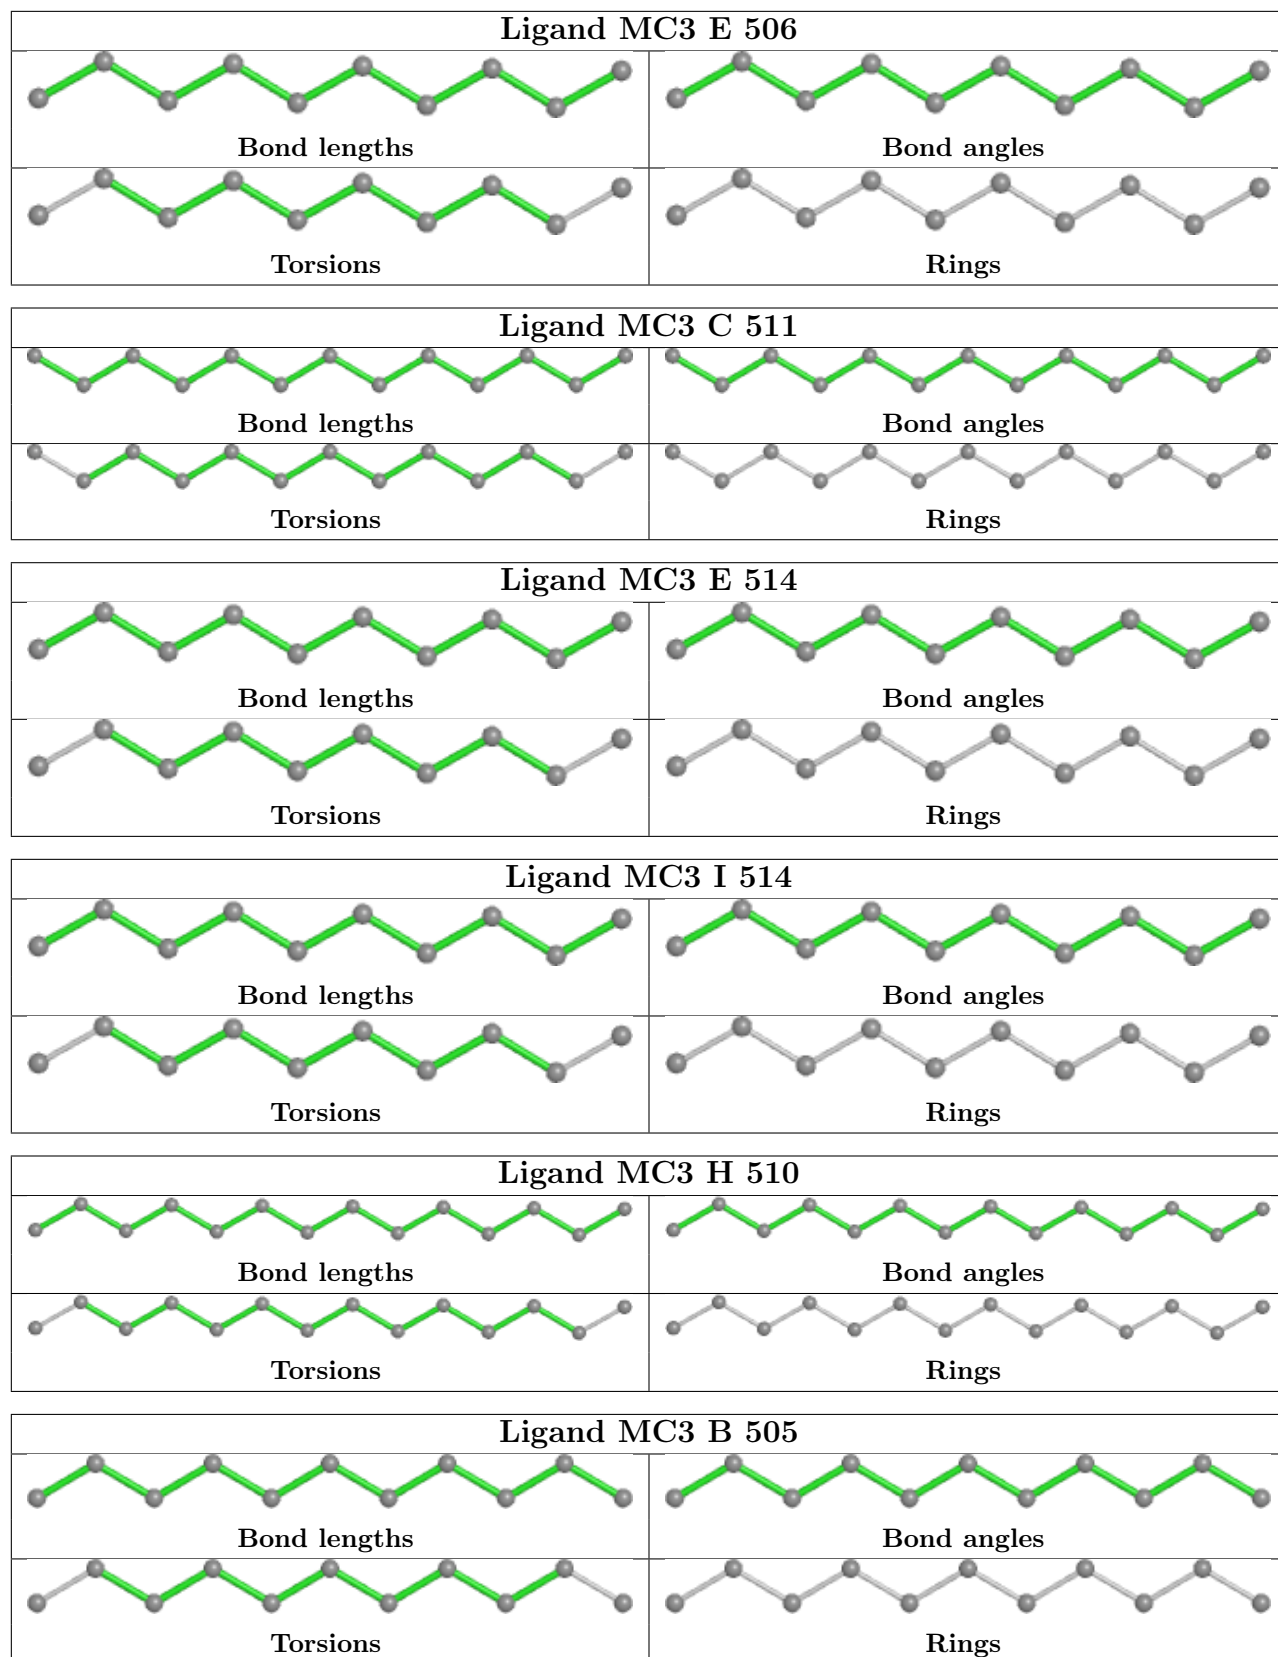 Ligand MC3 E 506
Bond lengths Bond angles
Torsions Rings
Ligand MC3 C 511
Bond lengths Bond angles
Torsions Rings
Ligand MC3 E 514
Bond lengths Bond angles
Torsions Rings
Ligand MC3 I 514
Bond lengths Bond angles
Torsions Rings
Ligand MC3 H 510
Bond lengths Bond angles
Torsions Rings
Ligand MC3 B 505
Bond lengths Bond angles
Torsions Rings